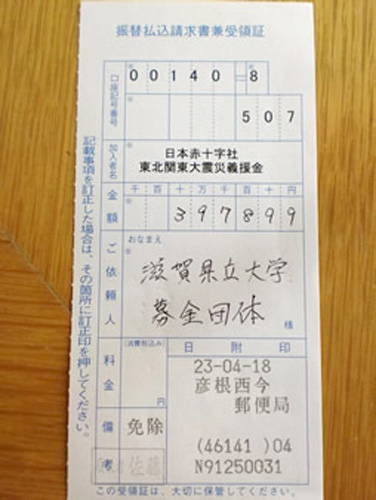 振替払込請求書兼受領証
口座記号番号
00140=8
507
加入者名
日本赤十字社
東北関東大震災義援金
金額
千百十万千百十円
397899
ご依頼人
おなまえ
滋賀県立大学
募金団体
様
料金
(消費税込み)
円
日附印
23-04-18
彦根西今
郵便局
(46141 )04
N91250031
備考
免除
佐藤
記載事項を訂正した場合は、その箇所に訂正印を押してください。
この受領証は、大切に保管してください。